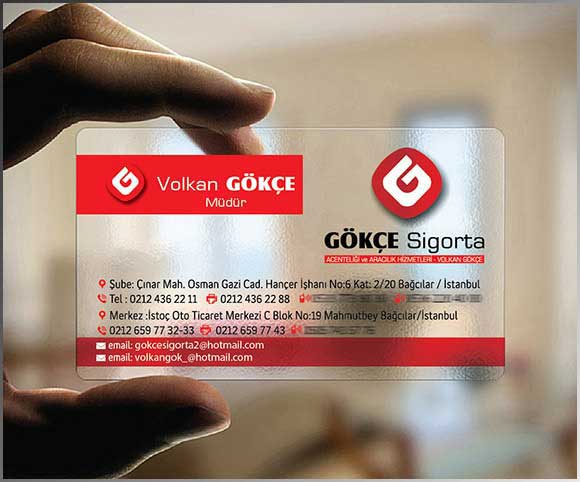 Volkan GÖKÇE
Müdür
GÖKÇE Sigorta
ACENTELİĞİ ve ARACILIK HİZMETLERİ - VOLKAN GÖKÇE
Şube: Çınar Mah. Osman Gazi Cad. Hançer İşhanı No:6 Kat: 2/20 Bağcılar / İstanbul
Tel : 0212 436 22 11 0212 436 22 88
Merkez :İstoç Oto Ticaret Merkezi C Blok No:19 Mahmutbey Bağcılar/İstanbul
0212 659 77 32-33 0212 659 77 43
email: gokcesigorta2@hotmail.com
email: volkangok_@hotmail.com